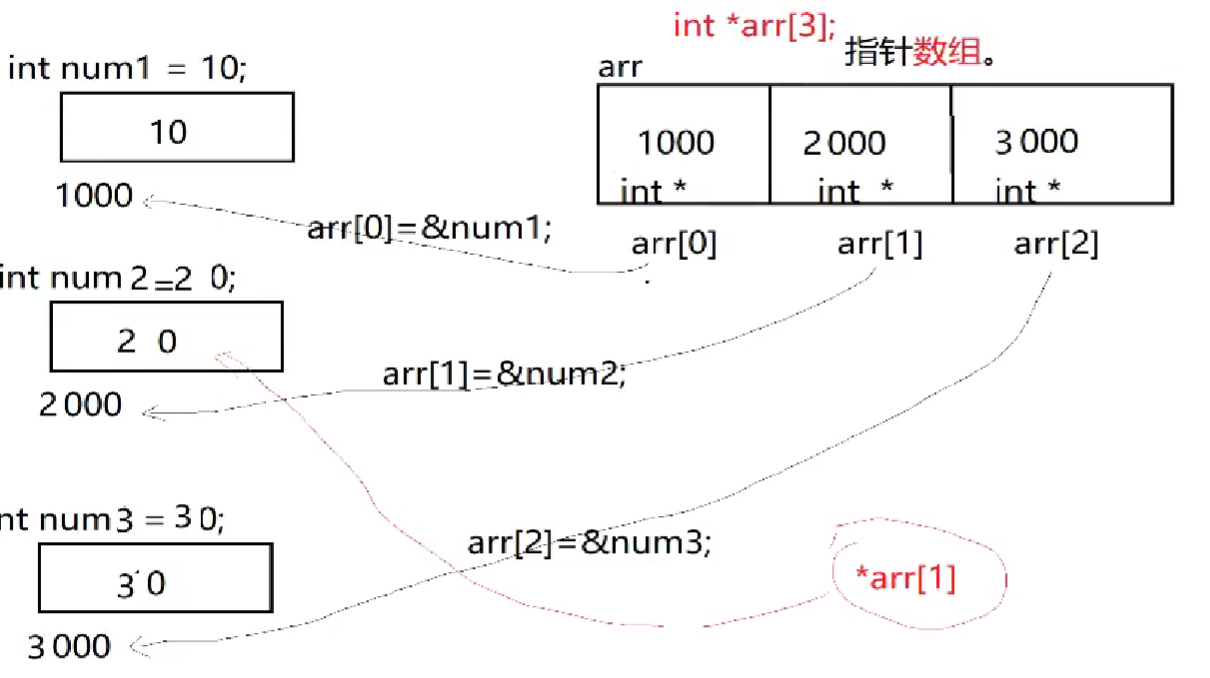 int *arr[3];
指针数组。
int num1 = 10;
arr
10
1000
2000
3000
int *
int *
int *
1000
arr[0]=&num1;
arr[0]
arr[1]
arr[2]
int num2=20;
20
arr[1]=&num2;
2000
nt num3 = 30;
arr[2]=&num3;
30
*arr[1]
3000